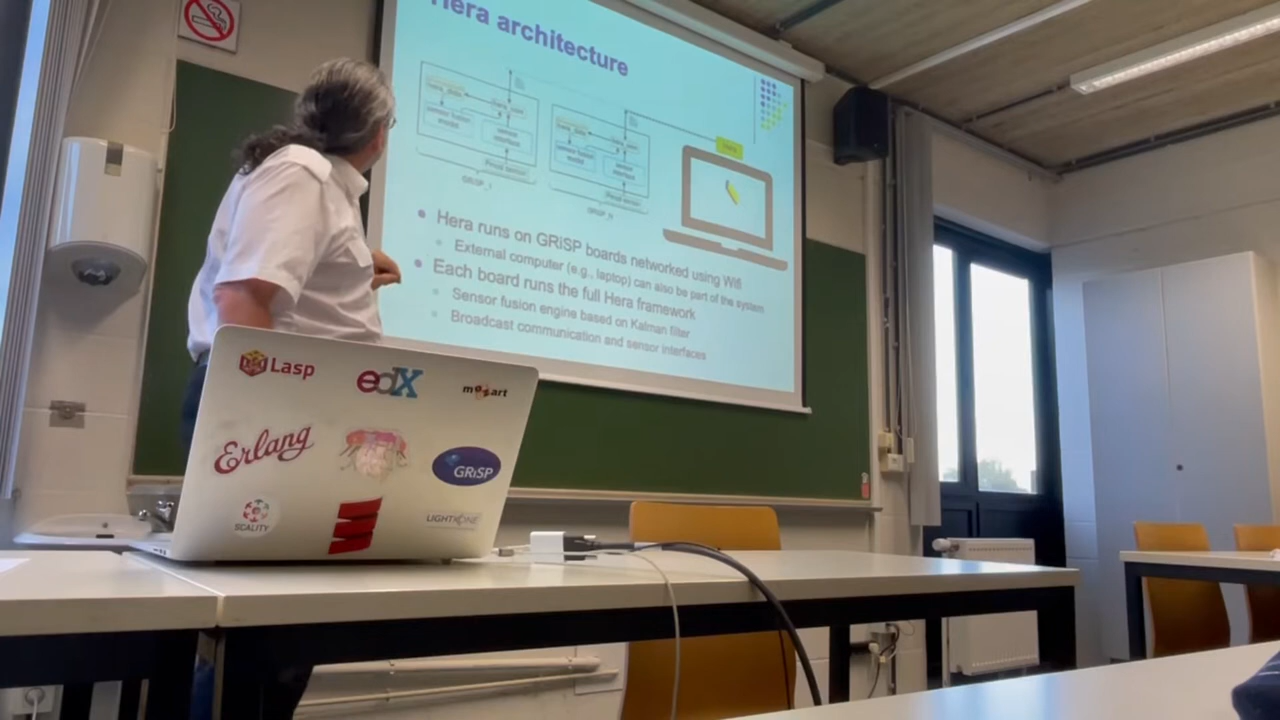 Hera architecture
GRiSP_1
GRiSP_N
Hera runs on GRiSP boards networked using Wifi
External computer (e.g., laptop) can also be part of the system
Each board runs the full Hera framework
Sensor fusion engine based on Kalman filter
Broadcast communication and sensor interfaces
Lasp
edX
mozart
Erlang
GRiSP
SCALITY
LIGHTKONE